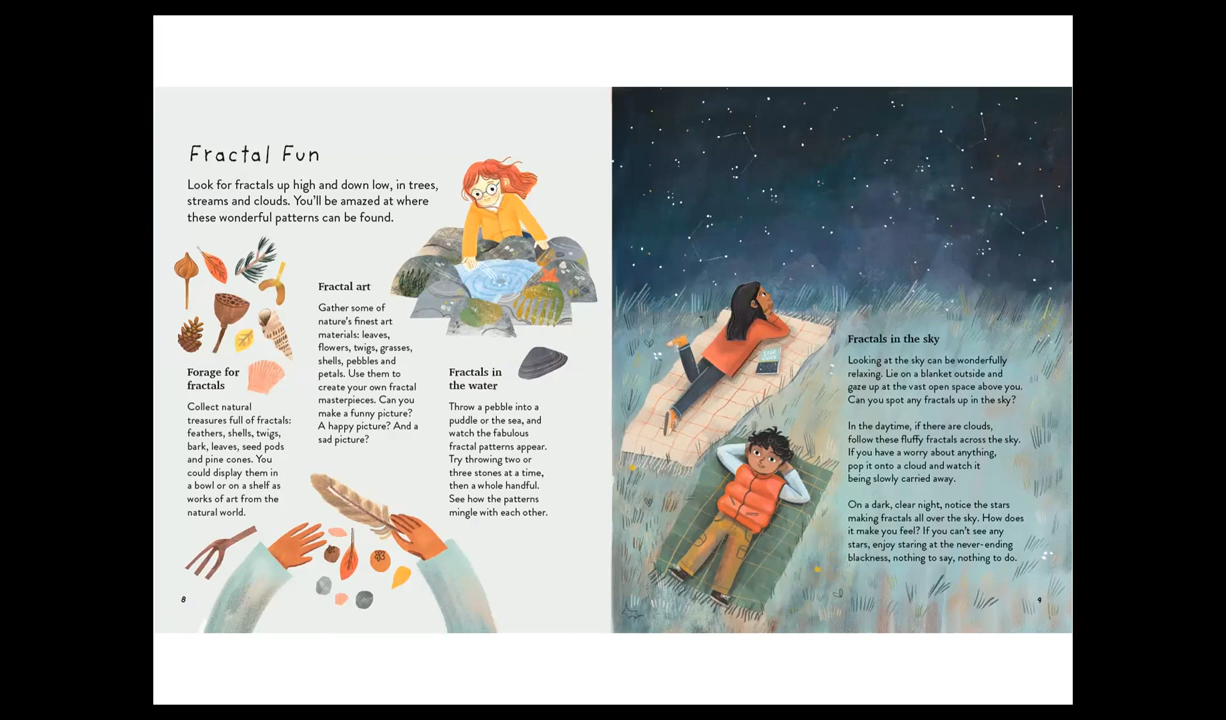 Fractal Fun
Look for fractals up high and down low, in trees,
streams and clouds. You'll be amazed at where
these wonderful patterns can be found.
Forage for
fractals
Collect natural
treasures full of fractals:
feathers, shells, twigs,
bark, leaves, seed pods
and pine cones. You
could display them in
a bowl or on a shelf as
works of art from the
natural world.
Fractal art
Gather some of
nature's finest art
materials: leaves,
flowers, twigs, grasses,
shells, pebbles and
petals. Use them to
create your own fractal
masterpieces. Can you
make a funny picture?
A happy picture? And a
sad picture?
Fractals in
the water
Throw a pebble into a
puddle or the sea, and
watch the fabulous
fractal patterns appear.
Try throwing two or
three stones at a time,
then a whole handful.
See how the patterns
mingle with each other.
8
Fractals in the sky
Looking at the sky can be wonderfully
relaxing. Lie on a blanket outside and
gaze up at the vast open space above you.
Can you spot any fractals up in the sky?
In the daytime, if there are clouds,
follow these fluffy fractals across the sky.
If you have a worry about anything,
pop it onto a cloud and watch it
being slowly carried away.
On a dark, clear night, notice the stars
making fractals all over the sky. How does
it make you feel? If you can't see any
stars, enjoy staring at the never-ending
blackness, nothing to say, nothing to do.
9